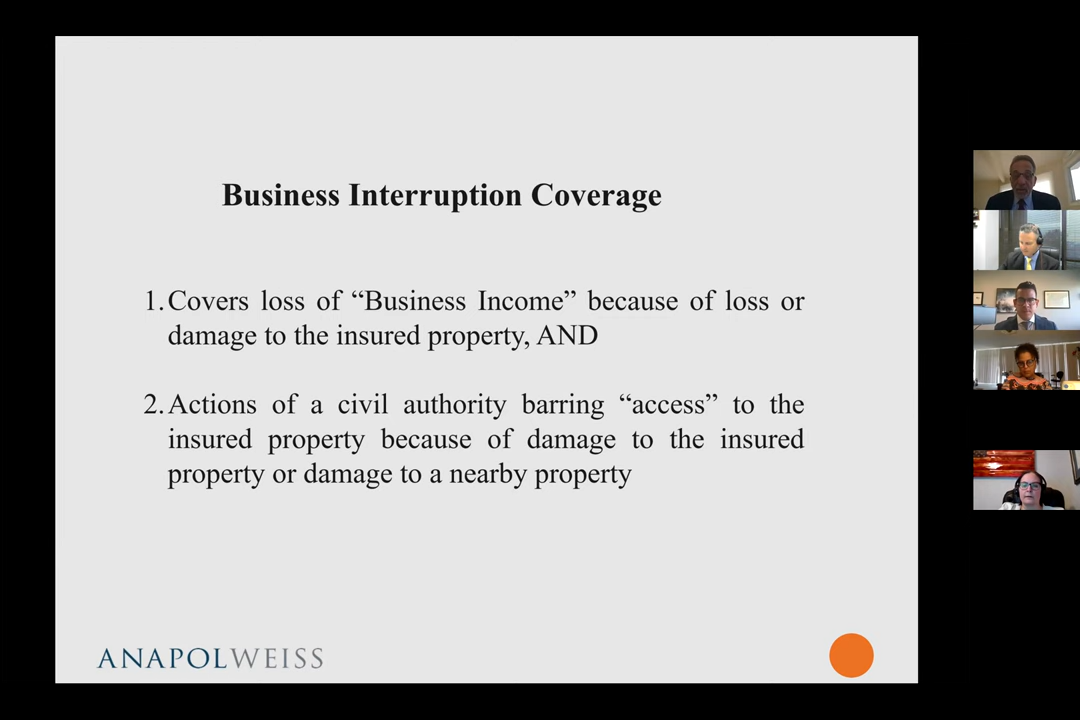 Business Interruption Coverage
1. Covers loss of “Business Income” because of loss or
damage to the insured property, AND
2. Actions of a civil authority barring “access” to the
insured property because of damage to the insured
property or damage to a nearby property
ANAPOLWEISS